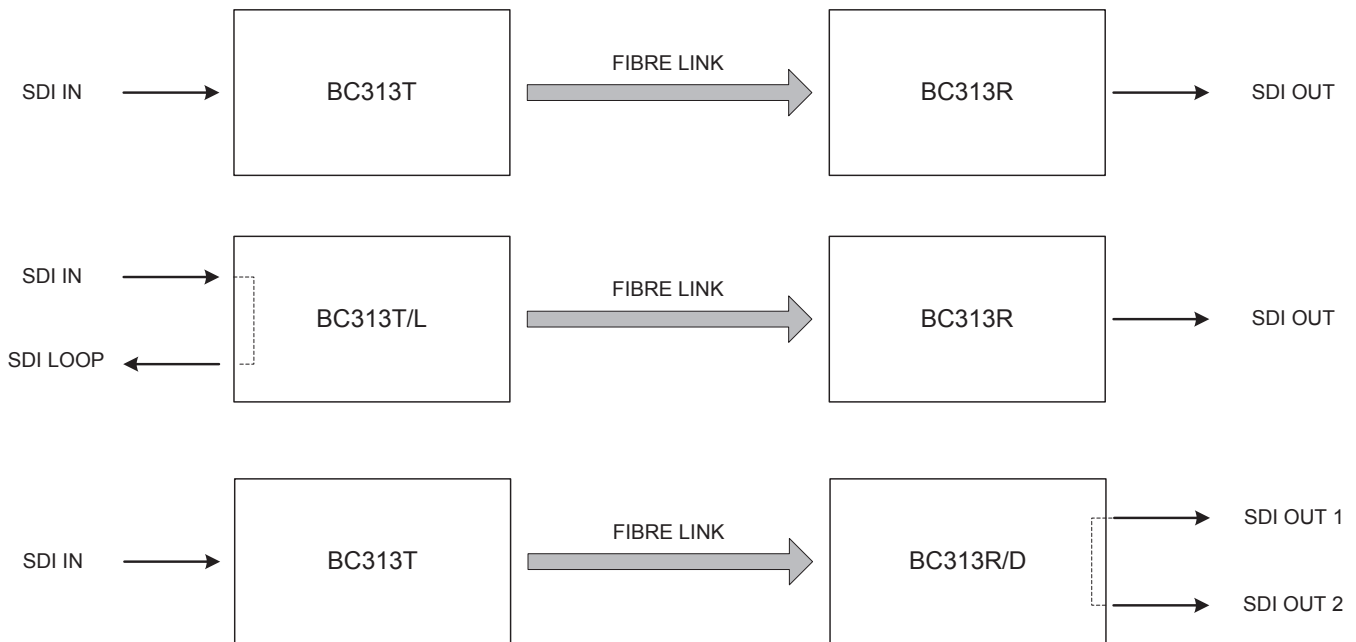 FIBRE LINK
SDI IN
BC313T
BC313R
SDI OUT
SDI IN
FIBRE LINK
BC313T/L
BC313R
SDI OUT
SDI LOOP
SDI OUT 1
FIBRE LINK
SDI IN
BC313T
BC313R/D
SDI OUT 2